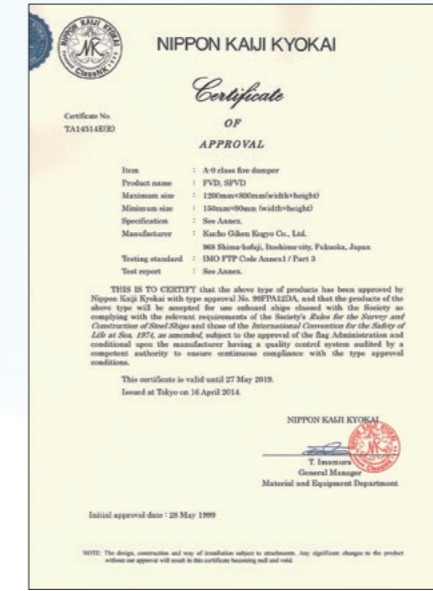 NIPPON KAIJI KYOKAI
Certificate
OF
APPROVAL
Certificate No.
TA14514E(R)
Item : A-0 class fire damper
Product name : FVD, SFVD
Maximum size : 1200mm×800mm(width×height)
Minimum size : 150mm×80mm (width×height)
Specification : See Annex.
Manufacturer : Kucho Giken Kogyo Co., Ltd.
968 Shima-kofuji, Itoshima-city, Fukuoka, Japan
Testing standard : IMO FTP Code Annex1 / Part 3
Test report : See Annex.
THIS IS TO CERTIFY that the above type of products has been approved by
Nippon Kaiji Kyokai with type approval No. 99FPA12DA, and that the products of the
above type will be accepted for use onboard ships classed with the Society as
complying with the relevant requirements of the Society's Rules for the Survey and
Construction of Steel Ships and those of the International Convention for the Safety of
Life at Sea, 1974, as amended, subject to the approval of the flag Administration and
conditional upon the manufacturer having a quality control system audited by a
competent authority to ensure continuous compliance with the type approval
conditions.
This certificate is valid until 27 May 2019.
Issued at Tokyo on 16 April 2014.
NIPPON KAIJI KYOKAI
T. Imamura
General Manager
Material and Equipment Department
Initial approval date : 28 May 1999
NOTE: The design, construction and way of installation subject to attachments. Any significant changes to the product
without our approval will result in this certificate becoming null and void.